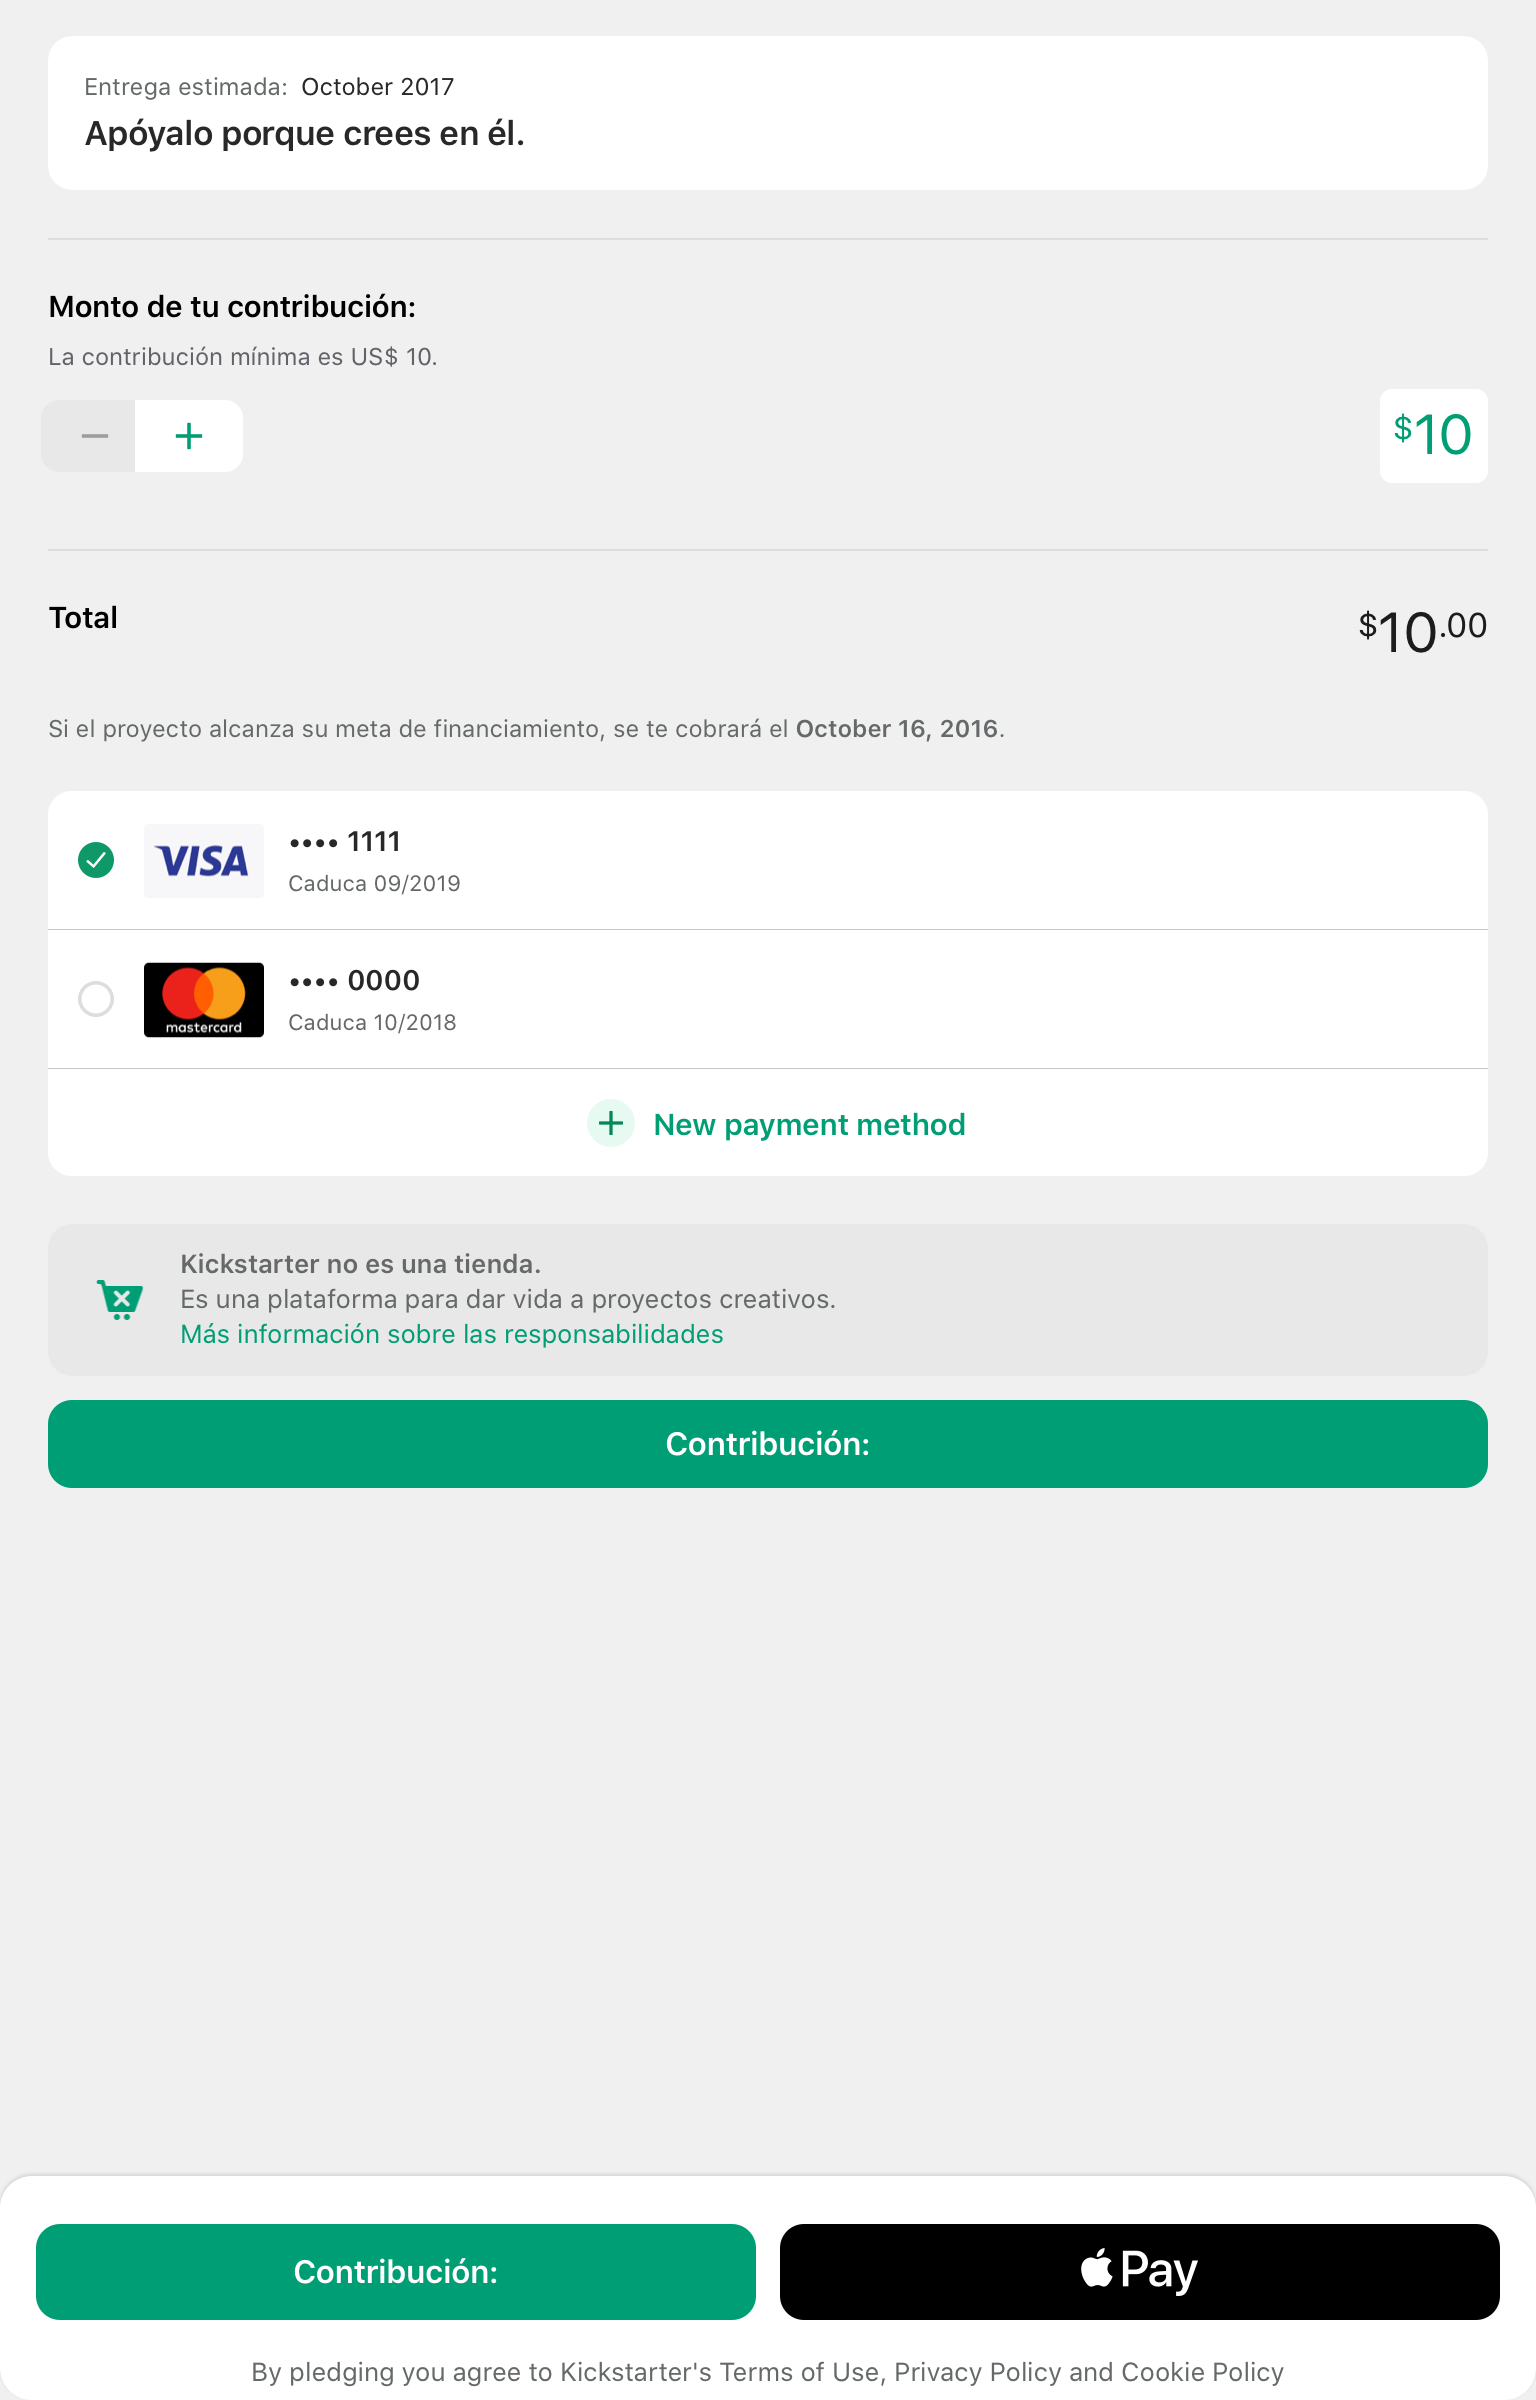 Entrega estimada: October 2017
Apóyalo porque crees en él.
Monto de tu contribución:
La contribución mínima es US$ 10.
$10
Total
$10.00
Si el proyecto alcanza su meta de financiamiento, se te cobrará el October 16, 2016.
VISA
•••• 1111
Caduca 09/2019
mastercard
•••• 0000
Caduca 10/2018
New payment method
Kickstarter no es una tienda.
Es una plataforma para dar vida a proyectos creativos.
Más información sobre las responsabilidades
Contribución:
Contribución:
Pay
By pledging you agree to Kickstarter's Terms of Use, Privacy Policy and Cookie Policy